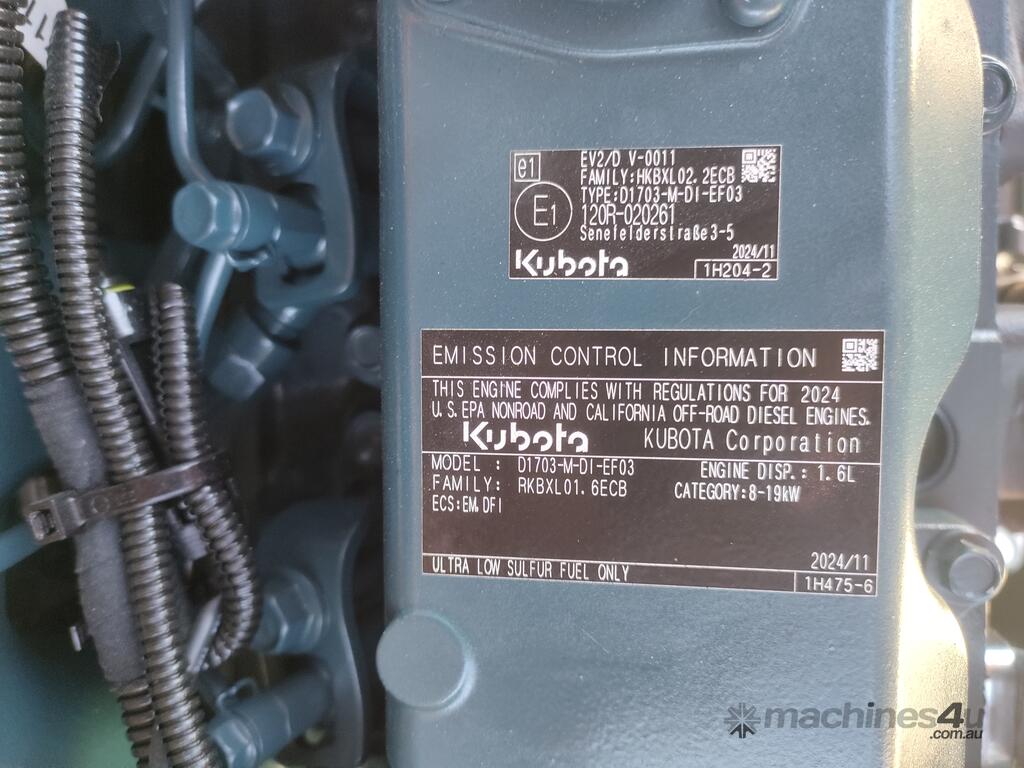 e1
EV2/D V-0011
FAMILY:HKBXL02.2ECB
TYPE:D1703-M-DI-EF03
E1
120R-020261
Senefelderstraße3-5
2024/11
Kubota
1H204-2
EMISSION CONTROL INFORMATION
THIS ENGINE COMPLIES WITH REGULATIONS FOR 2024
U.S.EPA NONROAD AND CALIFORNIA OFF-ROAD DIESEL ENGINES.
Kubota KUBOTA Corporation
MODEL : D1703-M-DI-EF03 ENGINE DISP.: 1.6L
FAMILY: RKBXL01.6ECB CATEGORY:8-19kW
ECS:EM,DFI
2024/11
ULTRA LOW SULFUR FUEL ONLY
1H475-6
machines4u
.com.au